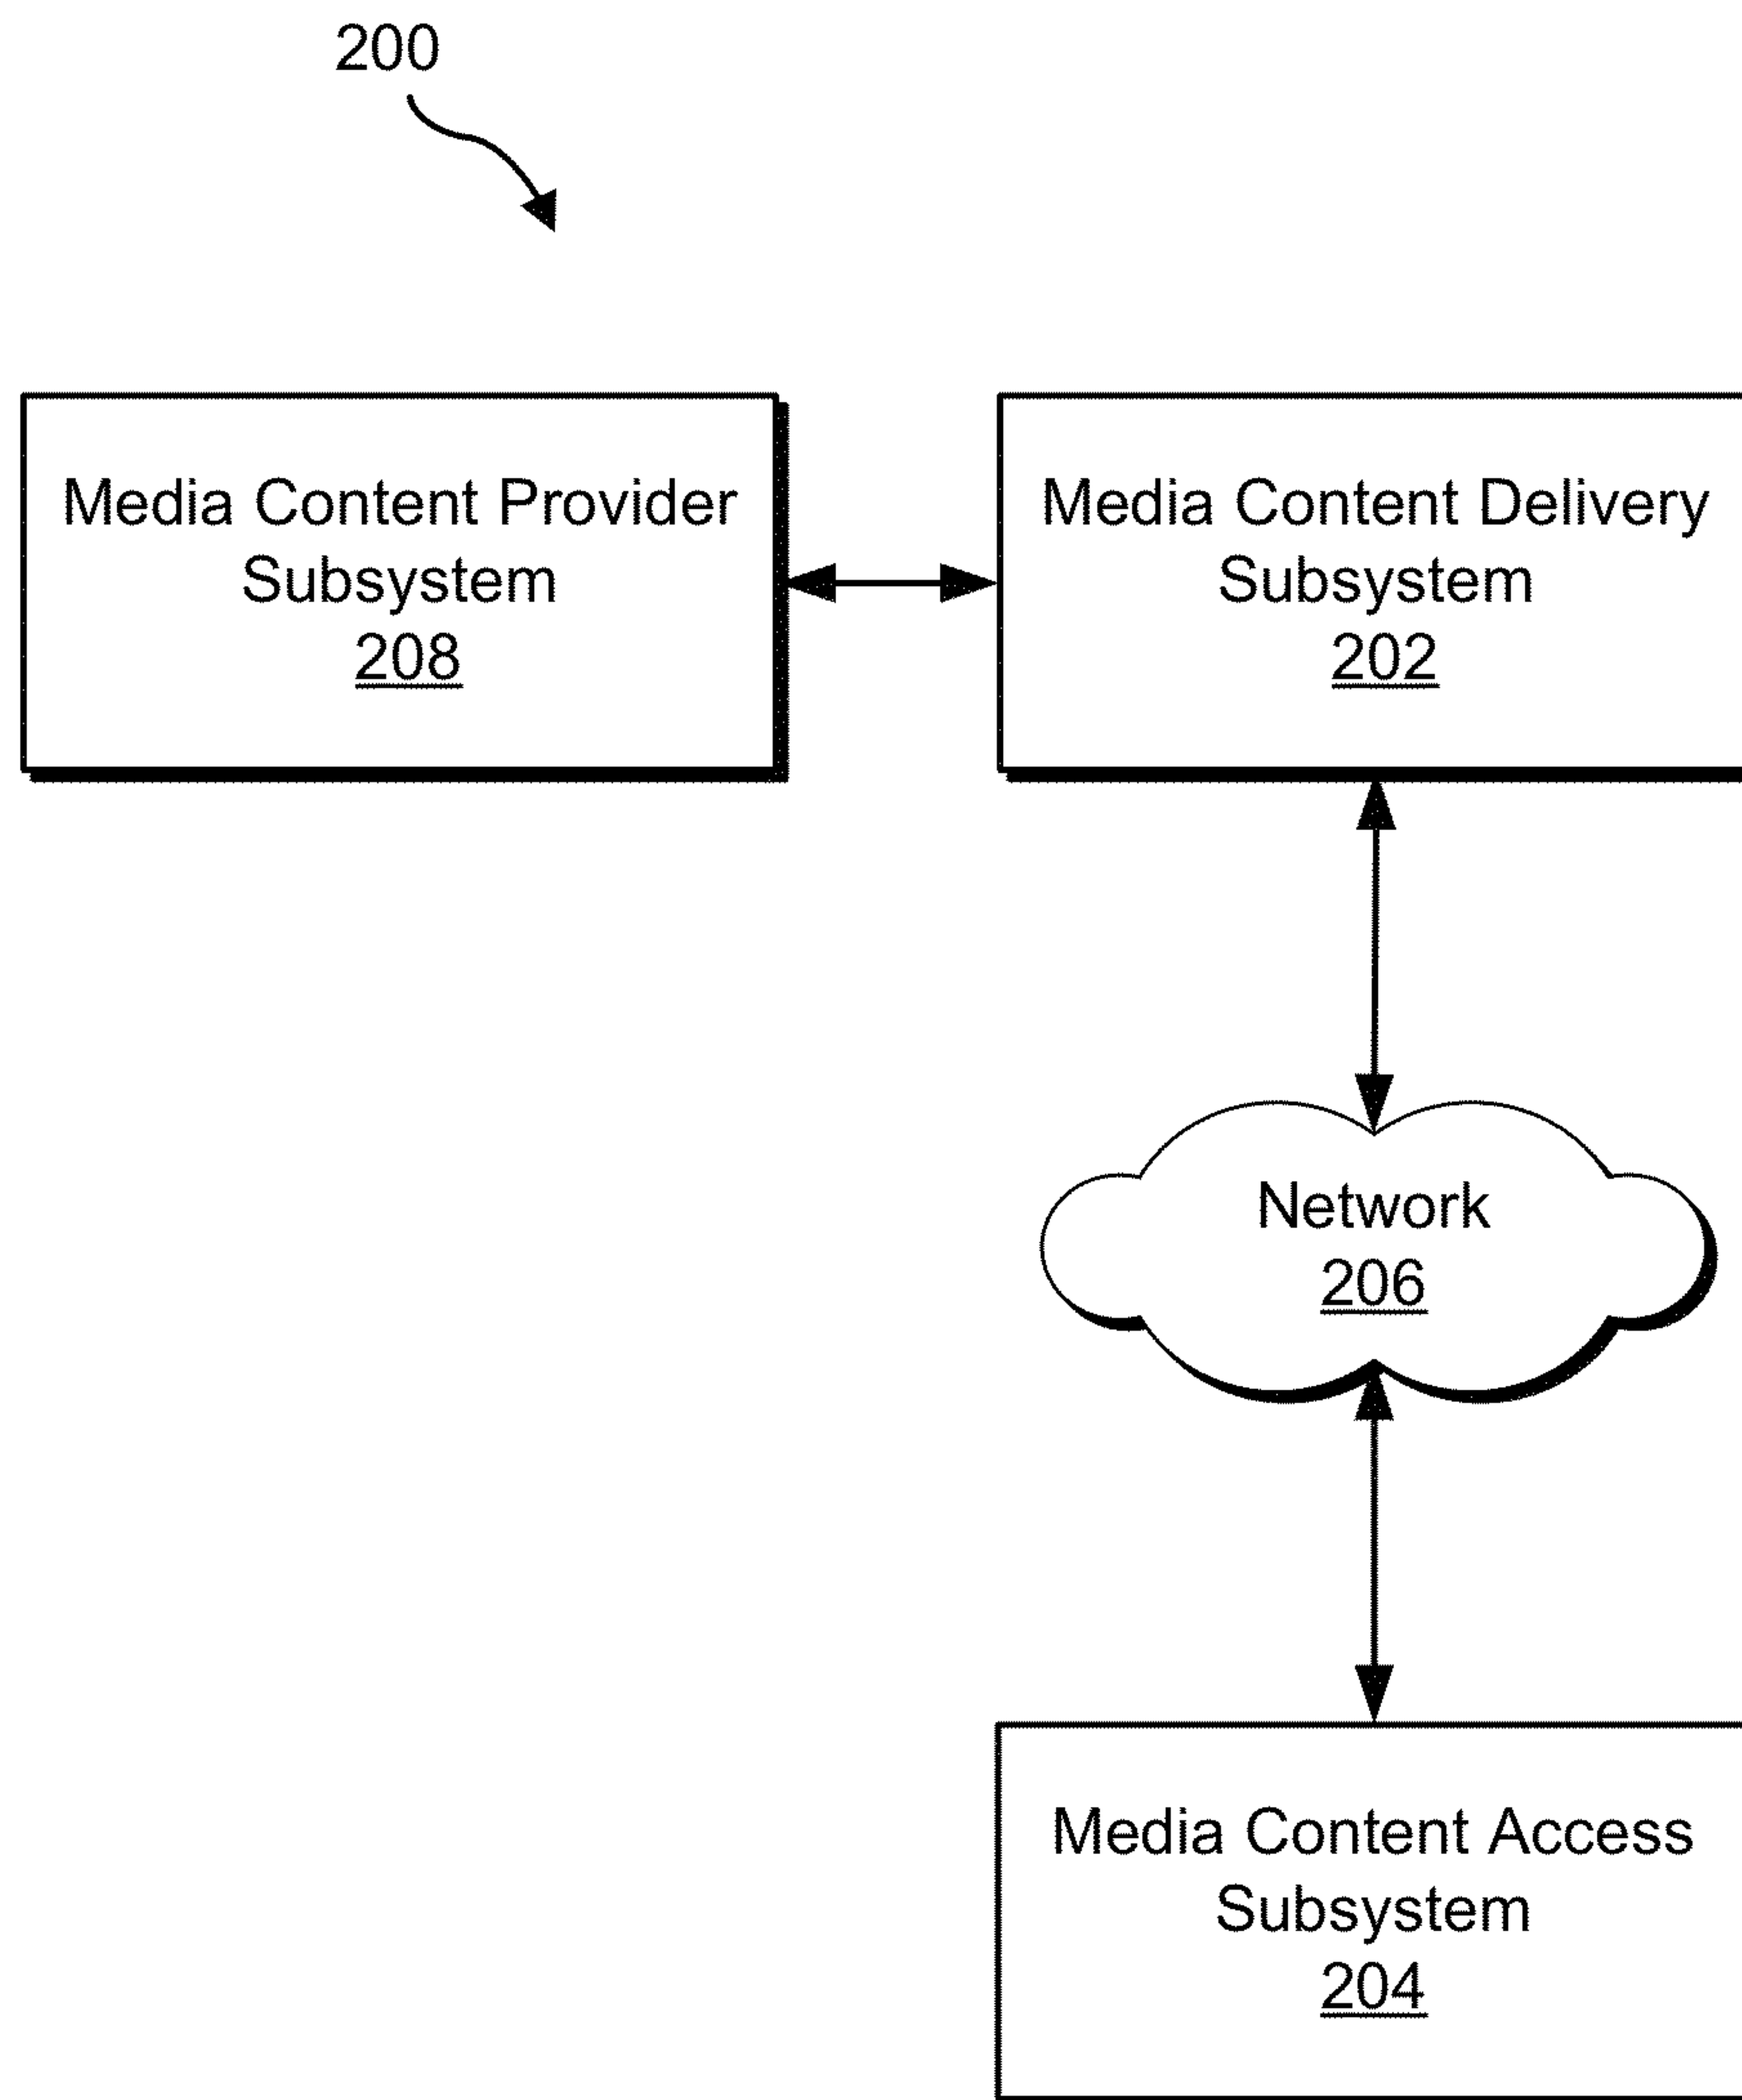 200
Media Content Provider
Subsystem
208
Media Content Delivery
Subsystem
202
Network
206
Media Content Access
Subsystem
204